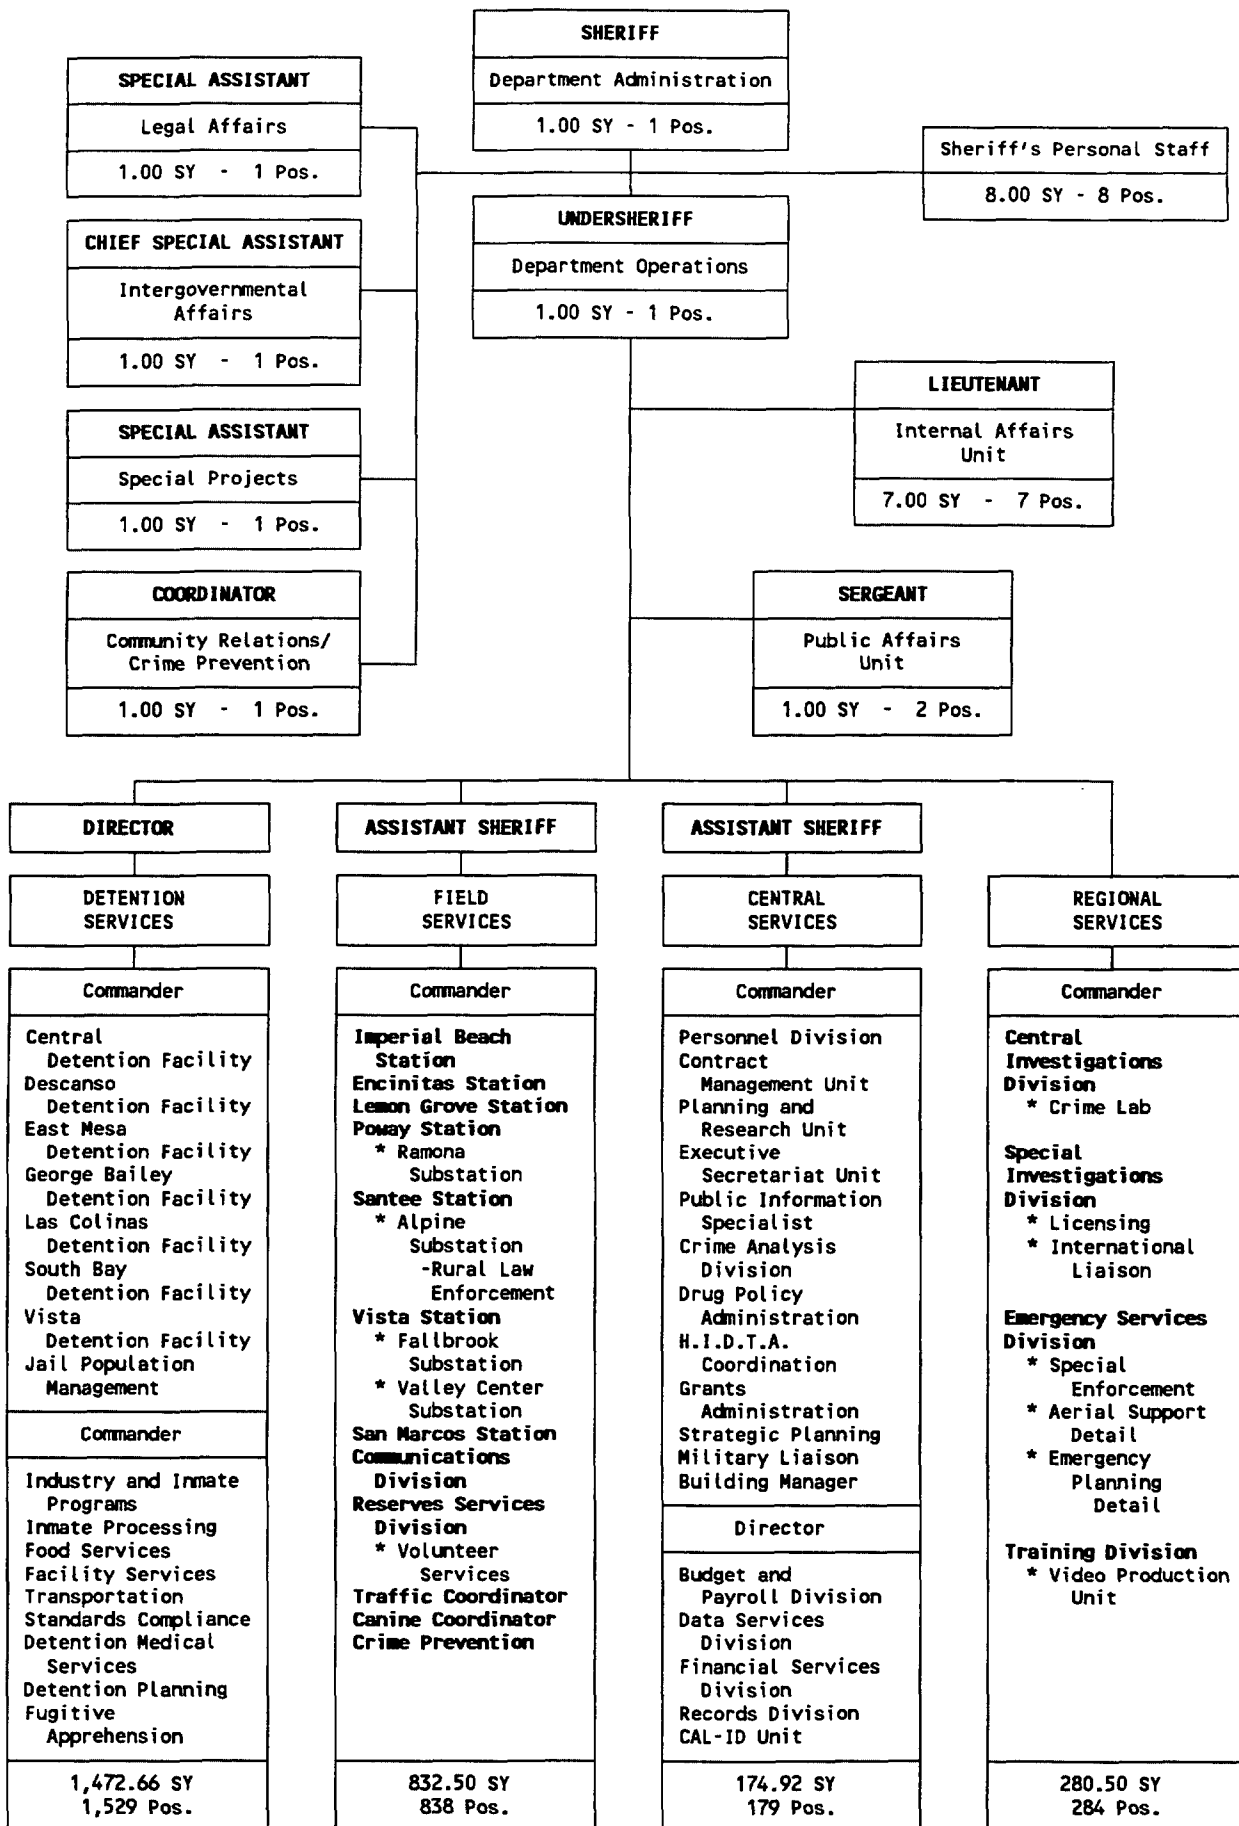 SHERIFF
Department Administration
1.00 SY - 1 Pos.
SPECIAL ASSISTANT
Legal Affairs
1.00 SY - 1 Pos.
Sheriff's Personal Staff
8.00 SY - 8 Pos.
UNDERSHERIFF
Department Operations
1.00 SY - 1 Pos.
CHIEF SPECIAL ASSISTANT
Intergovernmental
Affairs
1.00 SY - 1 Pos.
LIEUTENANT
Internal Affairs
Unit
7.00 SY - 7 Pos.
SPECIAL ASSISTANT
Special Projects
1.00 SY - 1 Pos.
COORDINATOR
Community Relations/
Crime Prevention
1.00 SY - 1 Pos.
SERGEANT
Public Affairs
Unit
1.00 SY - 2 Pos.
DIRECTOR
DETENTION
SERVICES
Commander
Central
Detention Facility
Descanso
Detention Facility
East Mesa
Detention Facility
George Bailey
Detention Facility
Las Colinas
Detention Facility
South Bay
Detention Facility
Vista
Detention Facility
Jail Population
Management
Commander
Industry and Inmate
Programs
Inmate Processing
Food Services
Facility Services
Transportation
Standards Compliance
Detention Medical
Services
Detention Planning
Fugitive
Apprehension
1,472.66 SY
1,529 Pos.
ASSISTANT SHERIFF
FIELD
SERVICES
Commander
Imperial Beach
Station
Encinitas Station
Lemon Grove Station
Poway Station
* Ramona
Substation
Santee Station
* Alpine
Substation
-Rural Law
Enforcement
Vista Station
* Fallbrook
Substation
* Valley Center
Substation
San Marcos Station
Communications
Division
Reserves Services
Division
* Volunteer
Services
Traffic Coordinator
Canine Coordinator
Crime Prevention
832.50 SY
838 Pos.
ASSISTANT SHERIFF
CENTRAL
SERVICES
Commander
Personnel Division
Contract
Management Unit
Planning and
Research Unit
Executive
Secretariat Unit
Public Information
Specialist
Crime Analysis
Division
Drug Policy
Administration
H.I.D.T.A.
Coordination
Grants
Administration
Strategic Planning
Military Liaison
Building Manager
Director
Budget and
Payroll Division
Data Services
Division
Financial Services
Division
Records Division
CAL-ID Unit
174.92 SY
179 Pos.
REGIONAL
SERVICES
Commander
Central
Investigations
Division
* Crime Lab
Special
Investigations
Division
* Licensing
* International
Liaison
Emergency Services
Division
* Special
Enforcement
* Aerial Support
Detail
* Emergency
Planning
Detail
Training Division
* Video Production
Unit
280.50 SY
284 Pos.